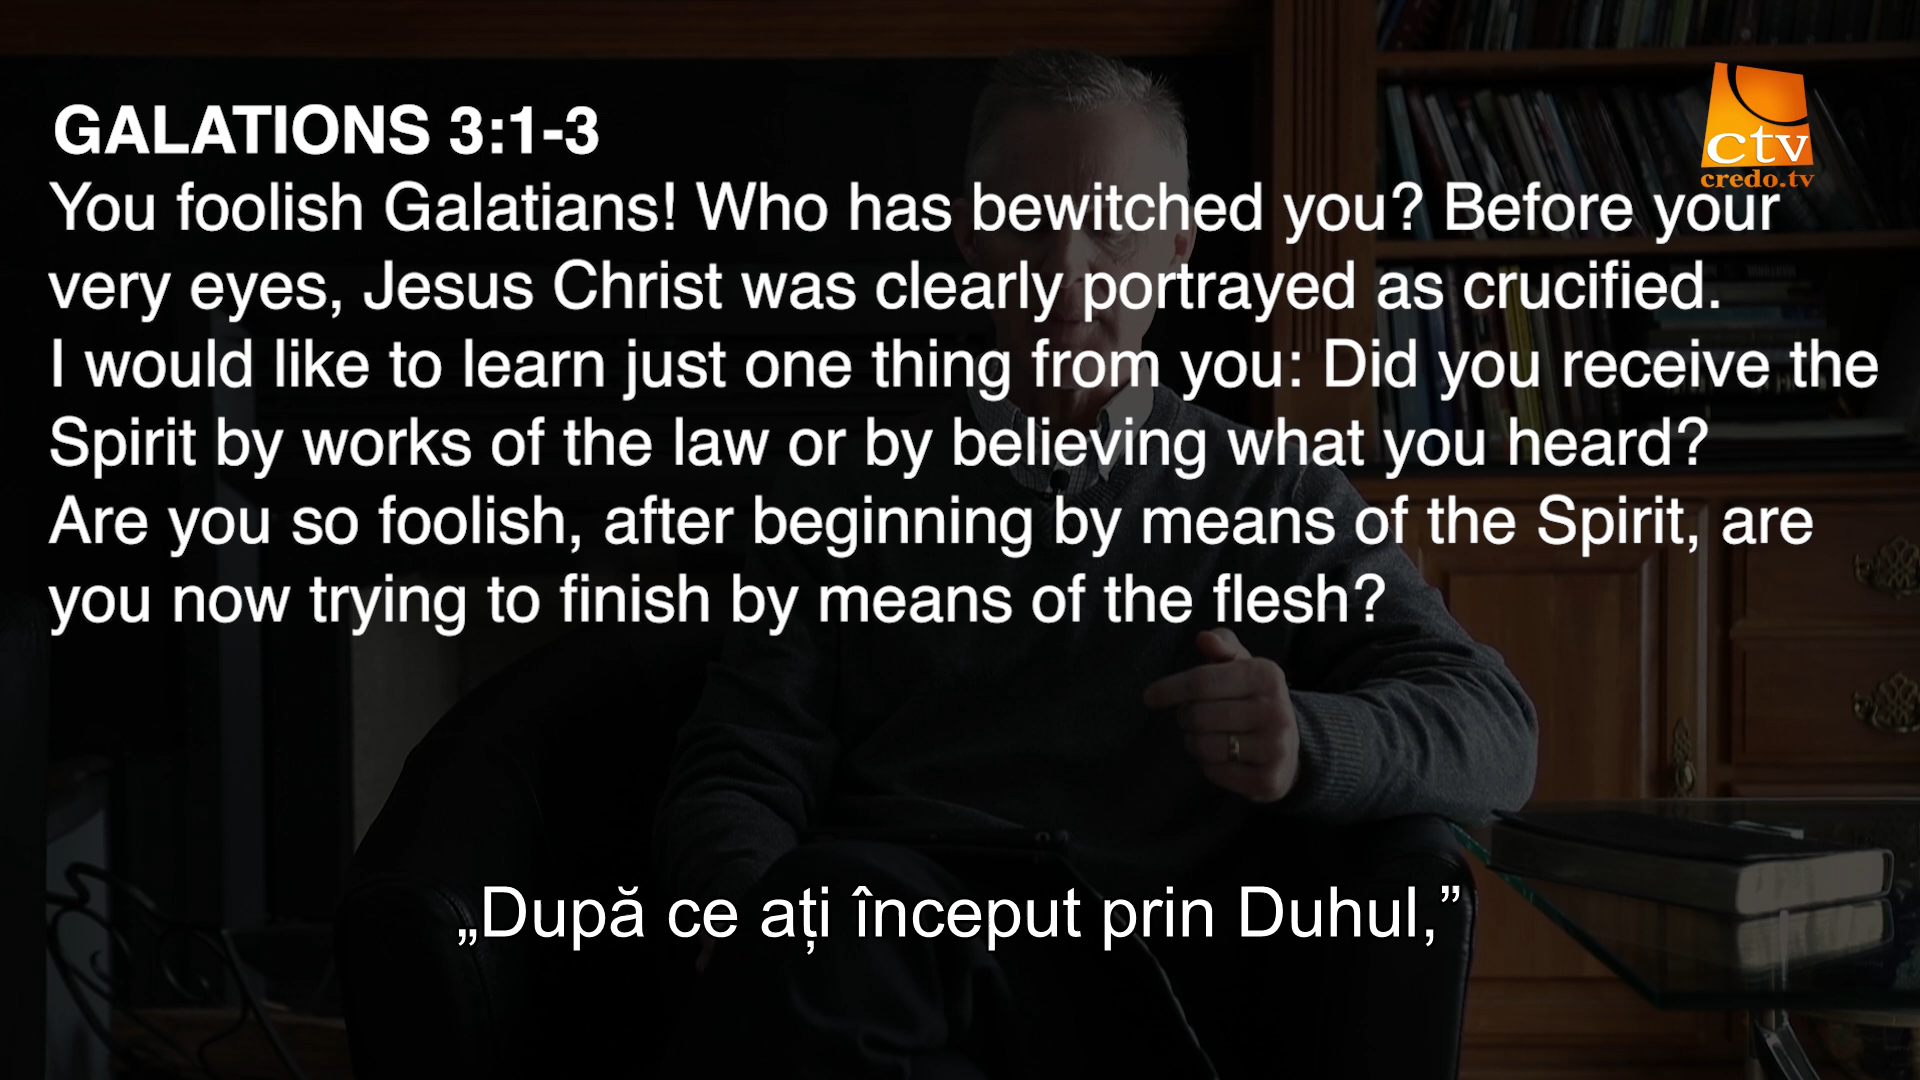 GALATIONS 3:1-3
You foolish Galatians! Who has bewitched you? Before your
very eyes, Jesus Christ was clearly portrayed as crucified.
I would like to learn just one thing from you: Did you receive the
Spirit by works of the law or by believing what you heard?
Are you so foolish, after beginning by means of the Spirit, are
you now trying to finish by means of the flesh?
ctv
credo.tv
„După ce ați început prin Duhul,”